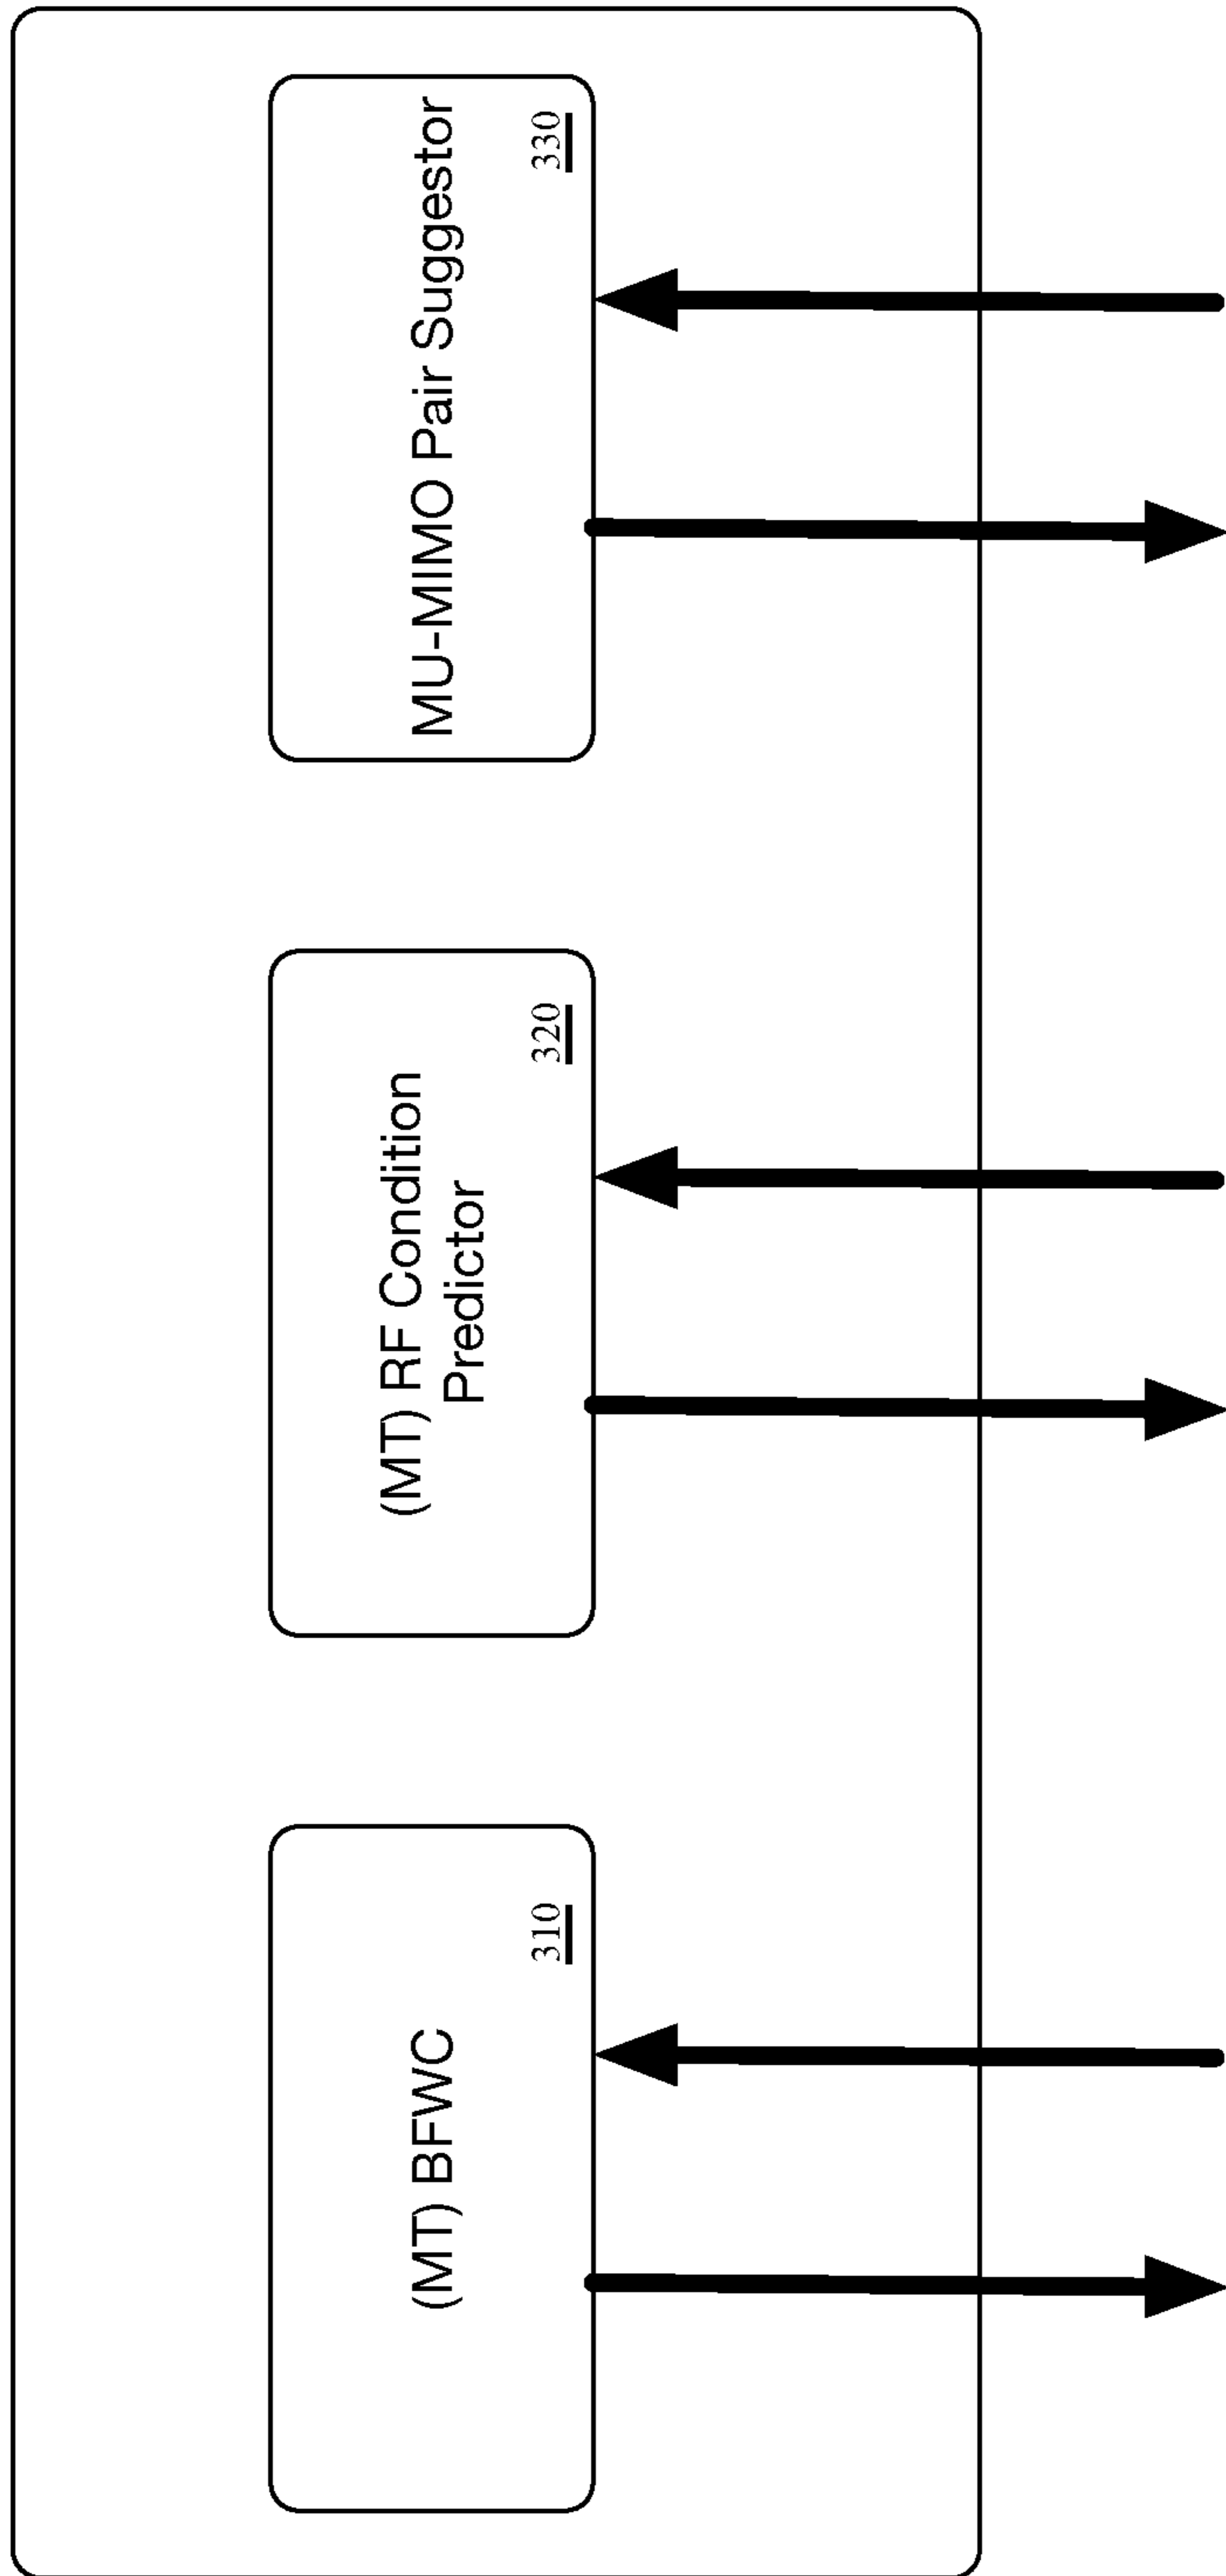 (MT) BFWC
310
(MT) RF Condition
Predictor
320
MU-MIMO Pair Suggestor
330